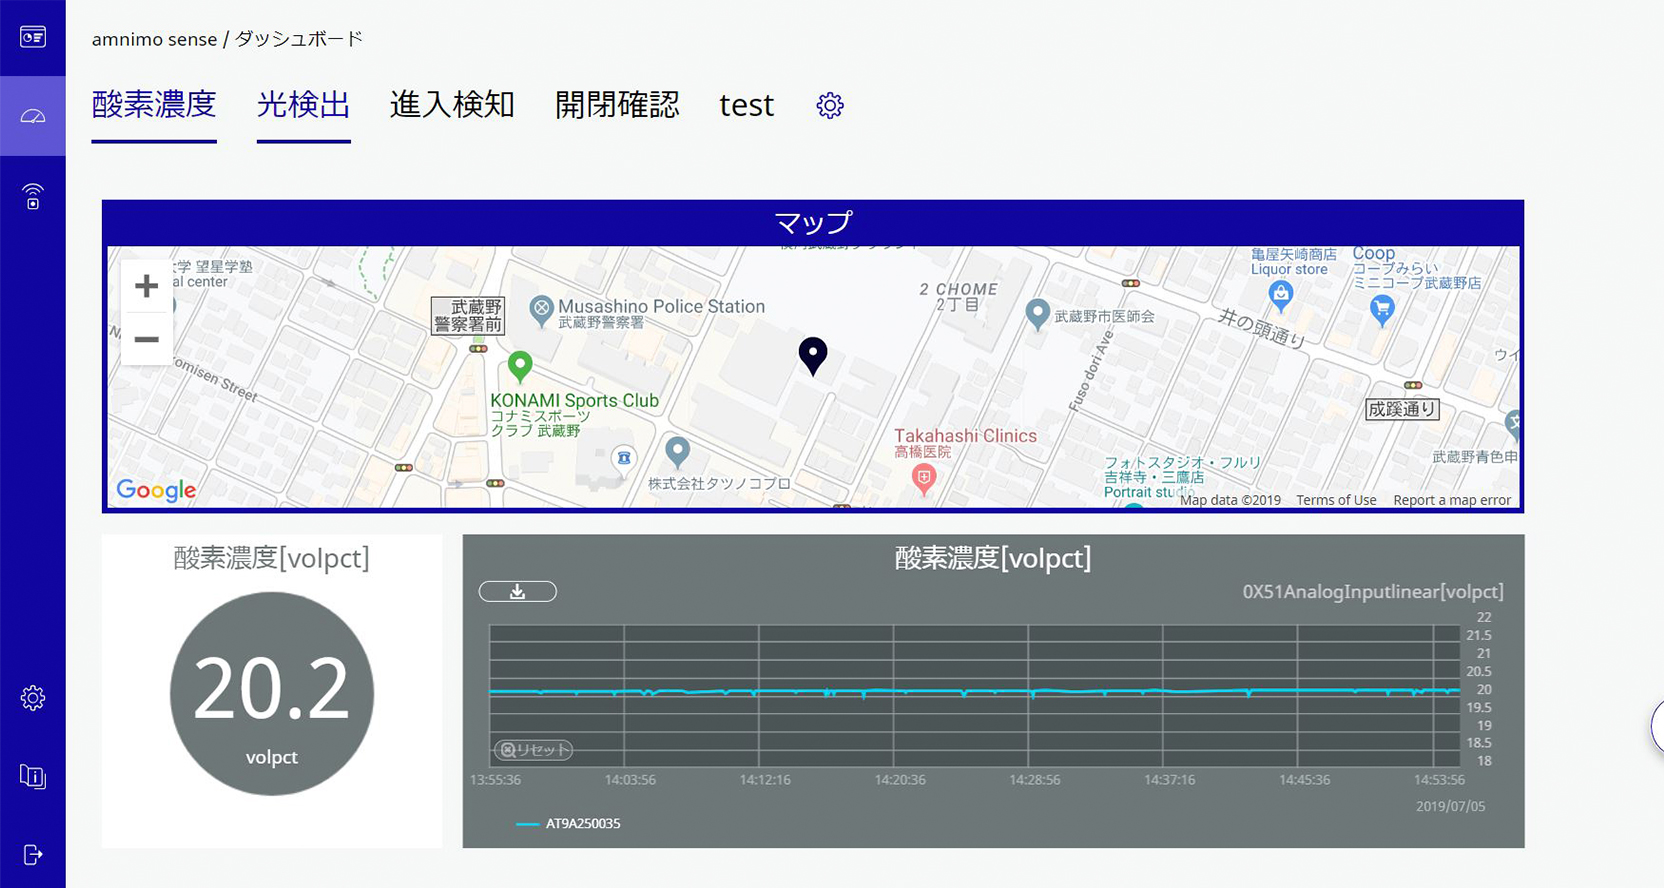 amnimo sense / ダッシュボード
酸素濃度 光検出 進入検知 開閉確認 test
マップ
学 望星学塾
al center
武蔵野
警察署前
Musashino Police Station
武蔵野警察署
2 CHOME
2丁目
武蔵野市医師会
亀屋矢崎商店
Liquor store
Coop
コープみらい
ミニコープ武蔵野店
井の頭通り
ウイ
+
−
omisen Street
KONAMI Sports Club
コナミスポーツ
クラブ 武蔵野
Fuso dori Ave
成蹊通り
Takahashi Clinics
高橋医院
株式会社タツノコプロ
フォトスタジオ・フルリ
吉祥寺・三鷹店
Portrait studio
武蔵野青色申
Google
Map data ©2019 Terms of Use Report a map error
酸素濃度[volpct]
20.2
volpct
酸素濃度[volpct]
0X51AnalogInputlinear[volpct]
22
21.5
21
20.5
20
19.5
19
18.5
18
リセット
13:55:36 14:03:56 14:12:16 14:20:36 14:28:56 14:37:16 14:45:36 14:53:56
2019/07/05
AT9A250035